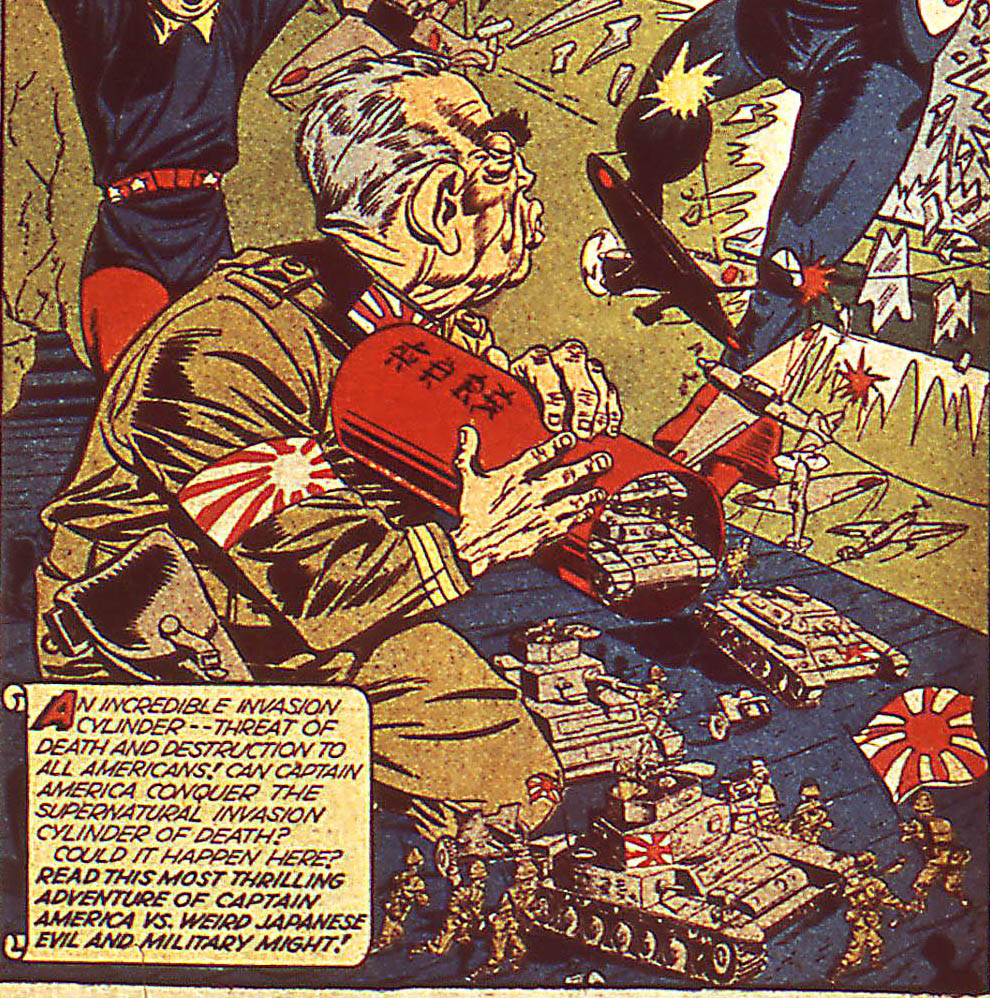 AN INCREDIBLE INVASION
CYLINDER--THREAT OF
DEATH AND DESTRUCTION TO
ALL AMERICANS! CAN CAPTAIN
AMERICA CONQUER THE
SUPERNATURAL INVASION
CYLINDER OF DEATH?
COULD IT HAPPEN HERE?
READ THIS MOST THRILLING
ADVENTURE OF CAPTAIN
AMERICA VS. WEIRD JAPANESE
EVIL AND MILITARY MIGHT!